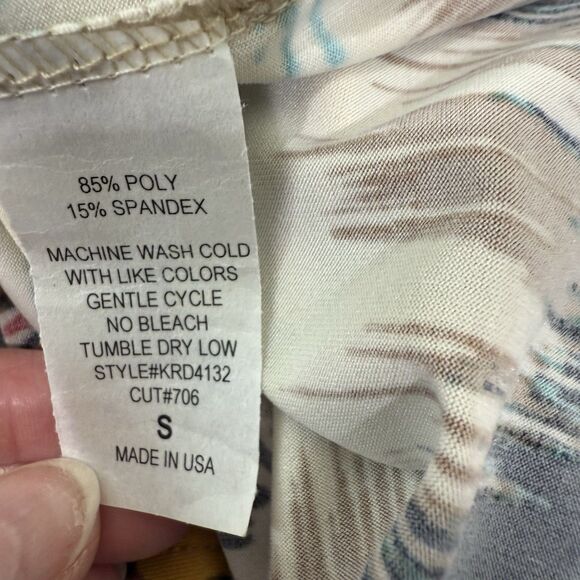 85% POLY
15% SPANDEX
MACHINE WASH COLD
WITH LIKE COLORS
GENTLE CYCLE
NO BLEACH
TUMBLE DRY LOW
STYLE#KRD4132
CUT#706
S
MADE IN USA